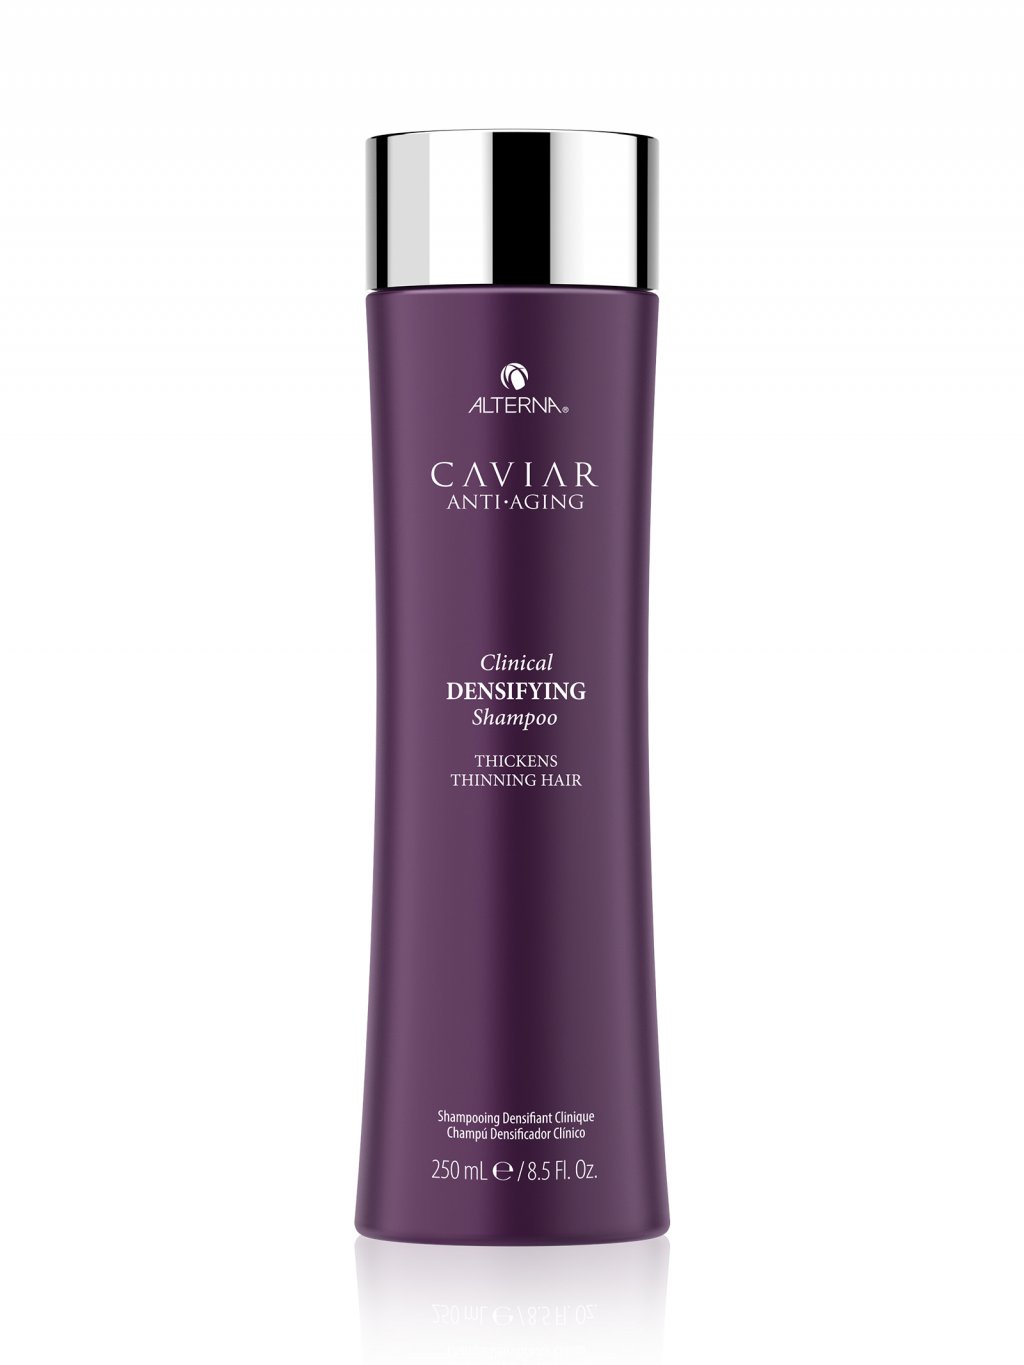 ALTERNA®
CAVIAR
ANTI·AGING
Clinical
DENSIFYING
Shampoo
THICKENS
THINNING HAIR
Shampooing Densifiant Clinique
Champú Densificador Clínico
250 mL ℮ / 8.5 Fl. Oz.